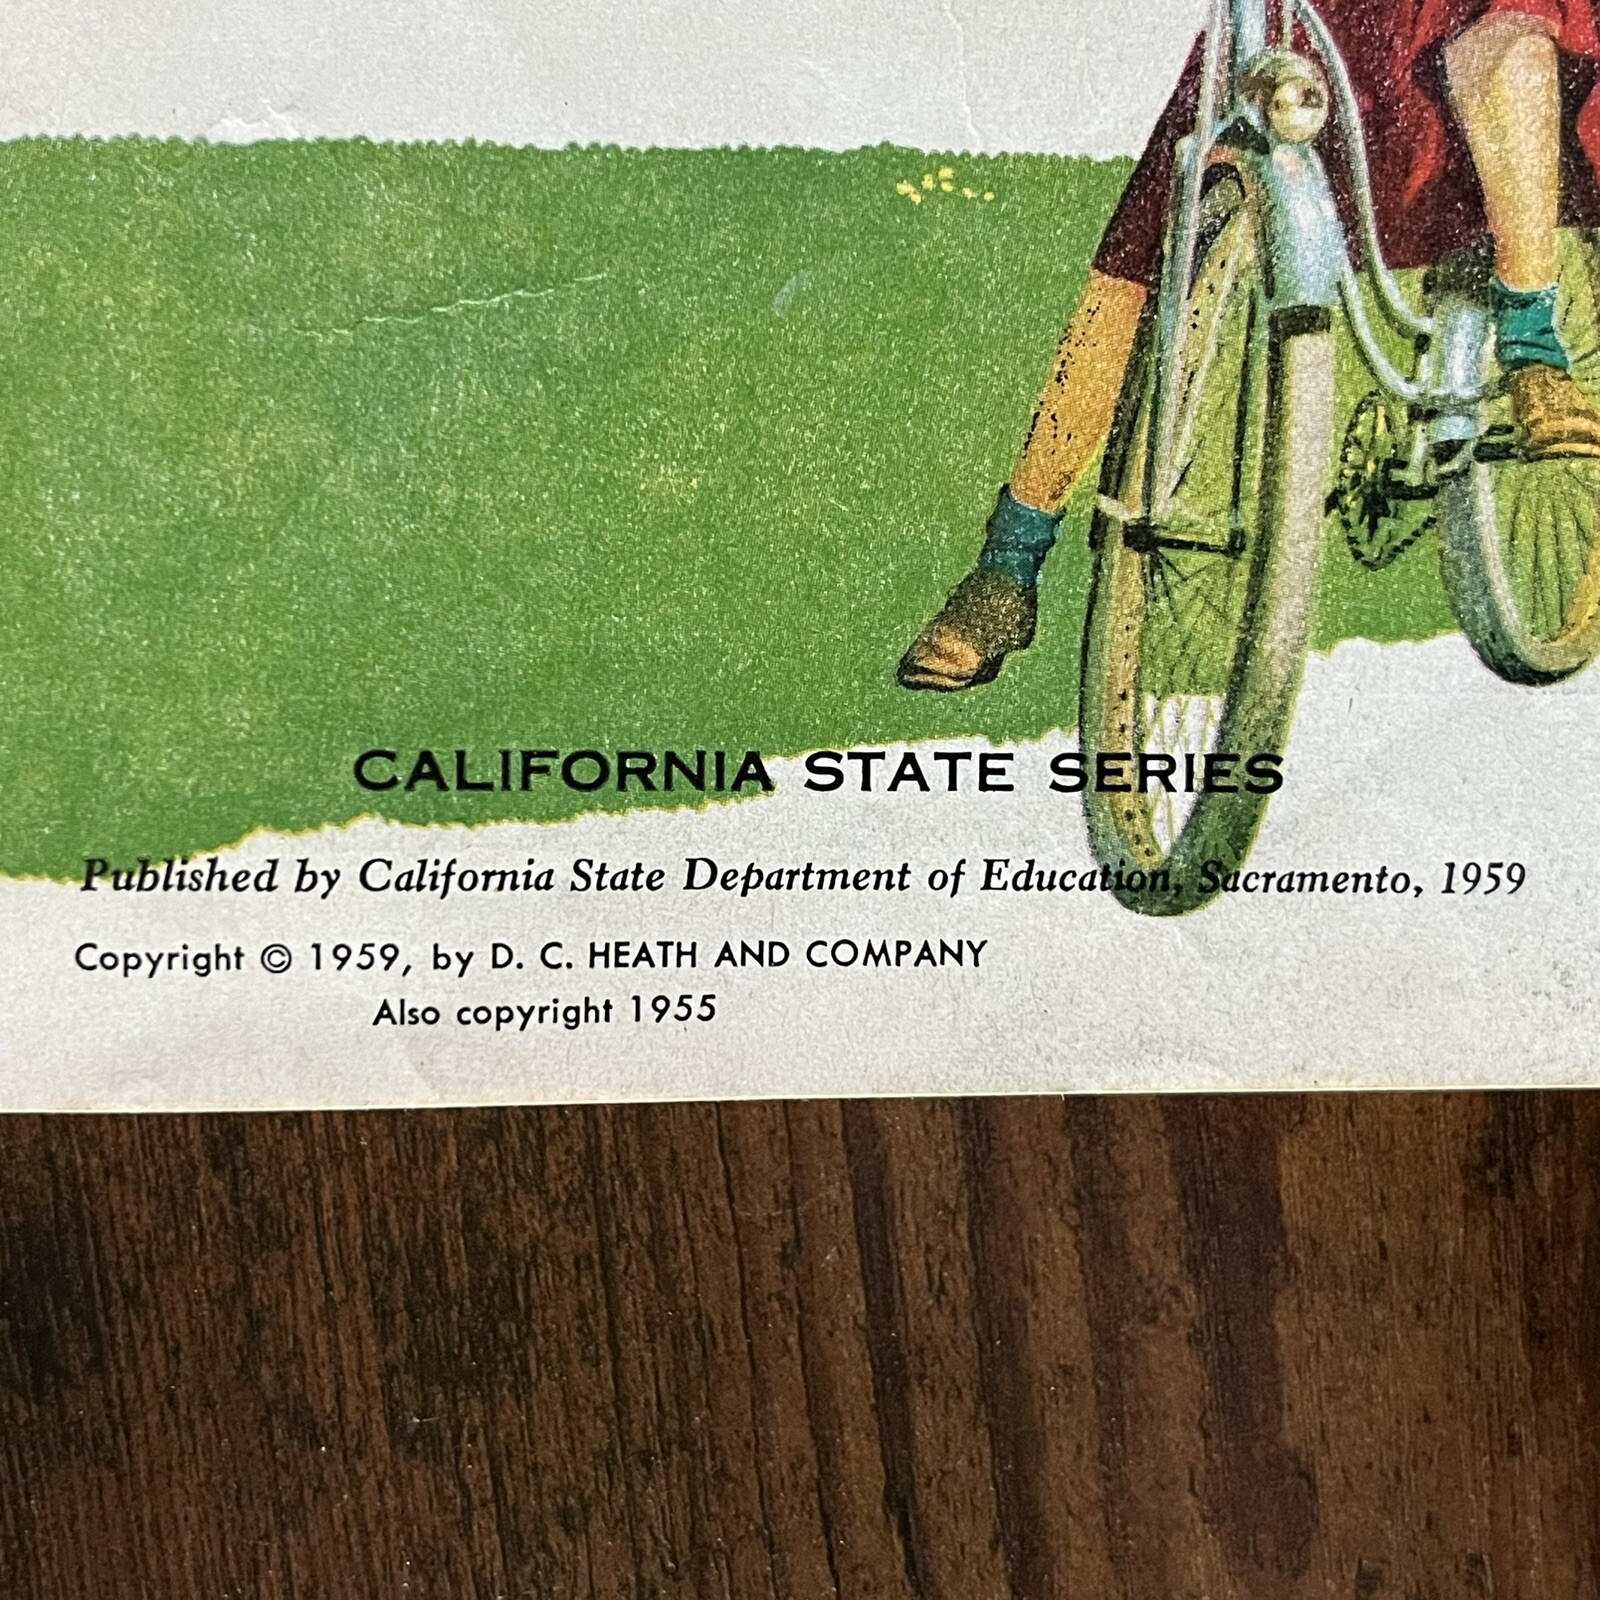 CALIFORNIA STATE SERIES
Published by California State Department of Education, Sacramento, 1959
Copyright © 1959, by D. C. HEATH AND COMPANY
Also copyright 1955